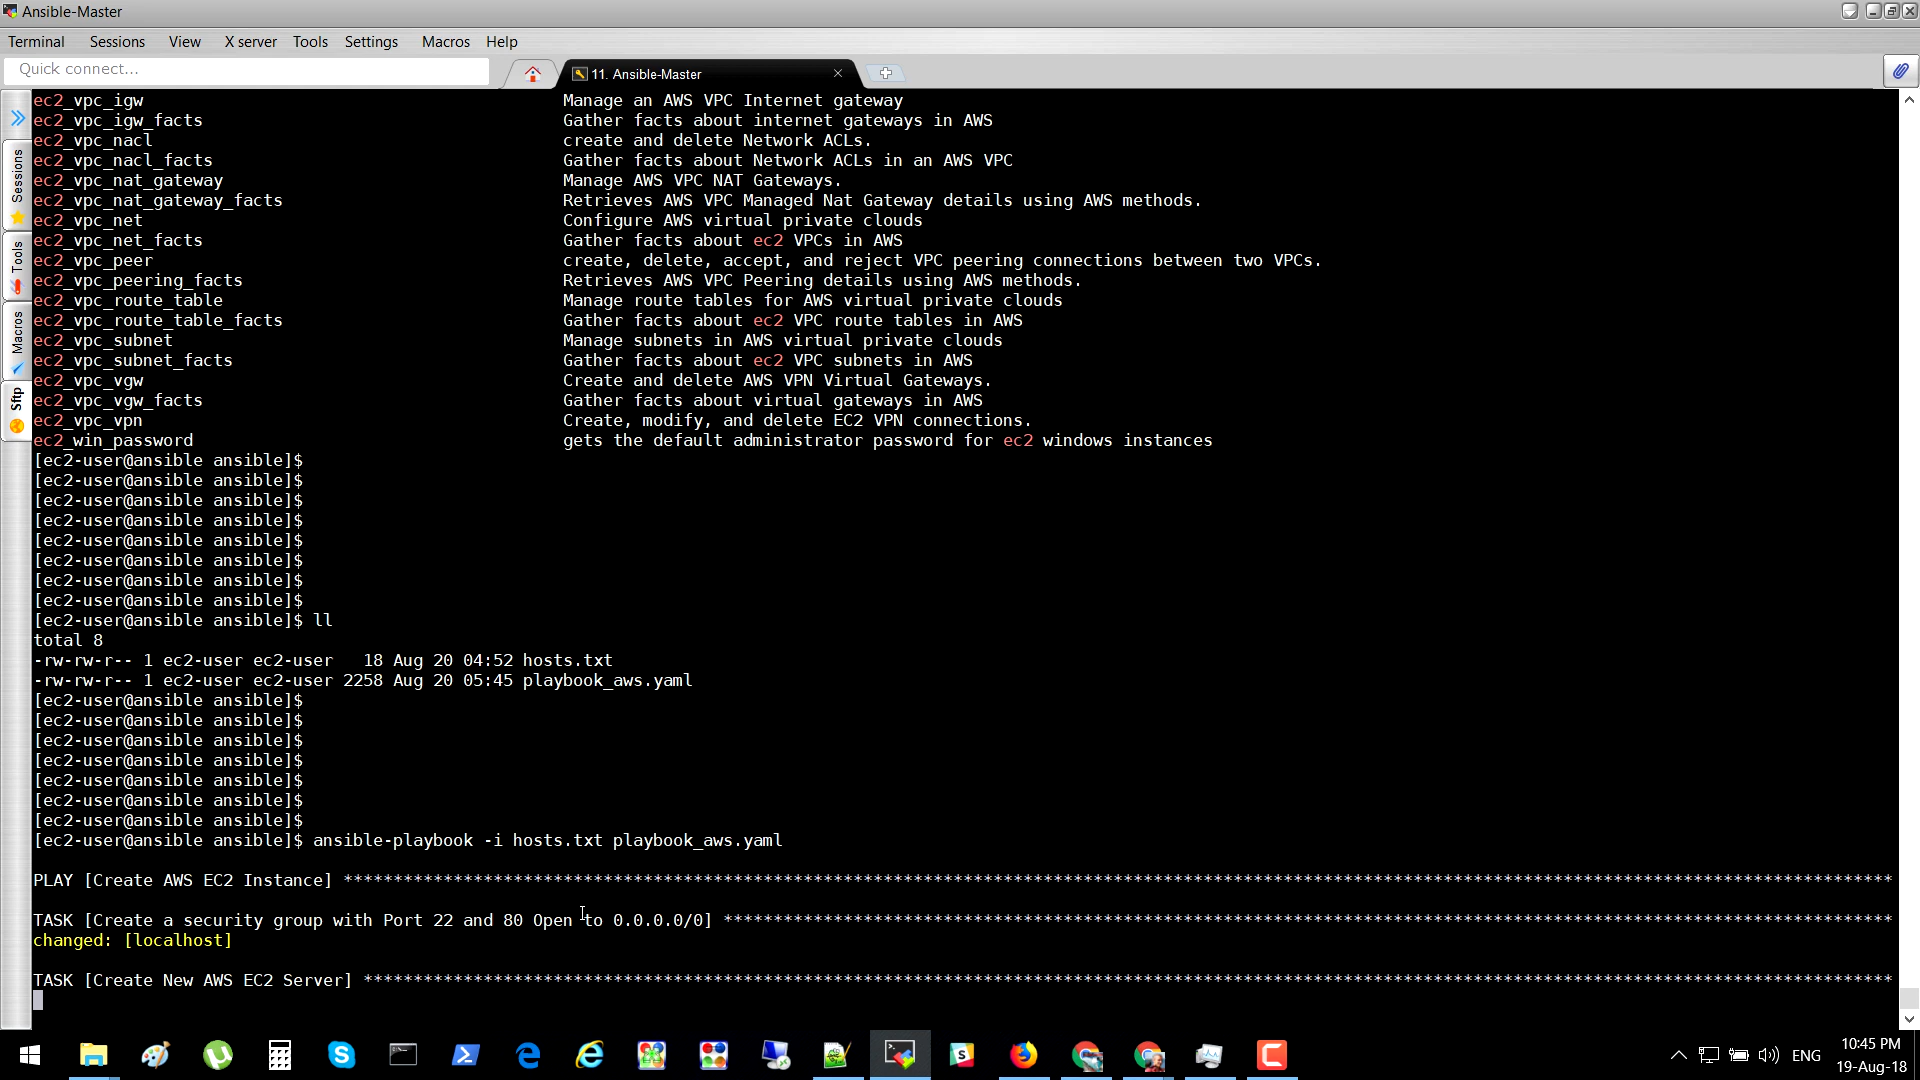 Ansible-Master
Terminal Sessions View X server Tools Settings Macros Help
Quick connect...
11. Ansible-Master
Sessions
Tools
Macros
Sftp
ec2_vpc_igw Manage an AWS VPC Internet gateway
ec2_vpc_igw_facts Gather facts about internet gateways in AWS
ec2_vpc_nacl create and delete Network ACLs.
ec2_vpc_nacl_facts Gather facts about Network ACLs in an AWS VPC
ec2_vpc_nat_gateway Manage AWS VPC NAT Gateways.
ec2_vpc_nat_gateway_facts Retrieves AWS VPC Managed Nat Gateway details using AWS methods.
ec2_vpc_net Configure AWS virtual private clouds
ec2_vpc_net_facts Gather facts about ec2 VPCs in AWS
ec2_vpc_peer create, delete, accept, and reject VPC peering connections between two VPCs.
ec2_vpc_peering_facts Retrieves AWS VPC Peering details using AWS methods.
ec2_vpc_route_table Manage route tables for AWS virtual private clouds
ec2_vpc_route_table_facts Gather facts about ec2 VPC route tables in AWS
ec2_vpc_subnet Manage subnets in AWS virtual private clouds
ec2_vpc_subnet_facts Gather facts about ec2 VPC subnets in AWS
ec2_vpc_vgw Create and delete AWS VPN Virtual Gateways.
ec2_vpc_vgw_facts Gather facts about virtual gateways in AWS
ec2_vpc_vpn Create, modify, and delete EC2 VPN connections.
ec2_win_password gets the default administrator password for ec2 windows instances
[ec2-user@ansible ansible]$
[ec2-user@ansible ansible]$
[ec2-user@ansible ansible]$
[ec2-user@ansible ansible]$
[ec2-user@ansible ansible]$
[ec2-user@ansible ansible]$
[ec2-user@ansible ansible]$
[ec2-user@ansible ansible]$
[ec2-user@ansible ansible]$ ll
total 8
-rw-rw-r-- 1 ec2-user ec2-user 18 Aug 20 04:52 hosts.txt
-rw-rw-r-- 1 ec2-user ec2-user 2258 Aug 20 05:45 playbook_aws.yaml
[ec2-user@ansible ansible]$
[ec2-user@ansible ansible]$
[ec2-user@ansible ansible]$
[ec2-user@ansible ansible]$
[ec2-user@ansible ansible]$
[ec2-user@ansible ansible]$
[ec2-user@ansible ansible]$
[ec2-user@ansible ansible]$ ansible-playbook -i hosts.txt playbook_aws.yaml
PLAY [Create AWS EC2 Instance] ***********************************************************************************************************************************************************
TASK [Create a security group with Port 22 and 80 Open to 0.0.0.0/0] *********************************************************************************************************************
changed: [localhost]
TASK [Create New AWS EC2 Server] *********************************************************************************************************************************************************
ENG
10:45 PM
19-Aug-18